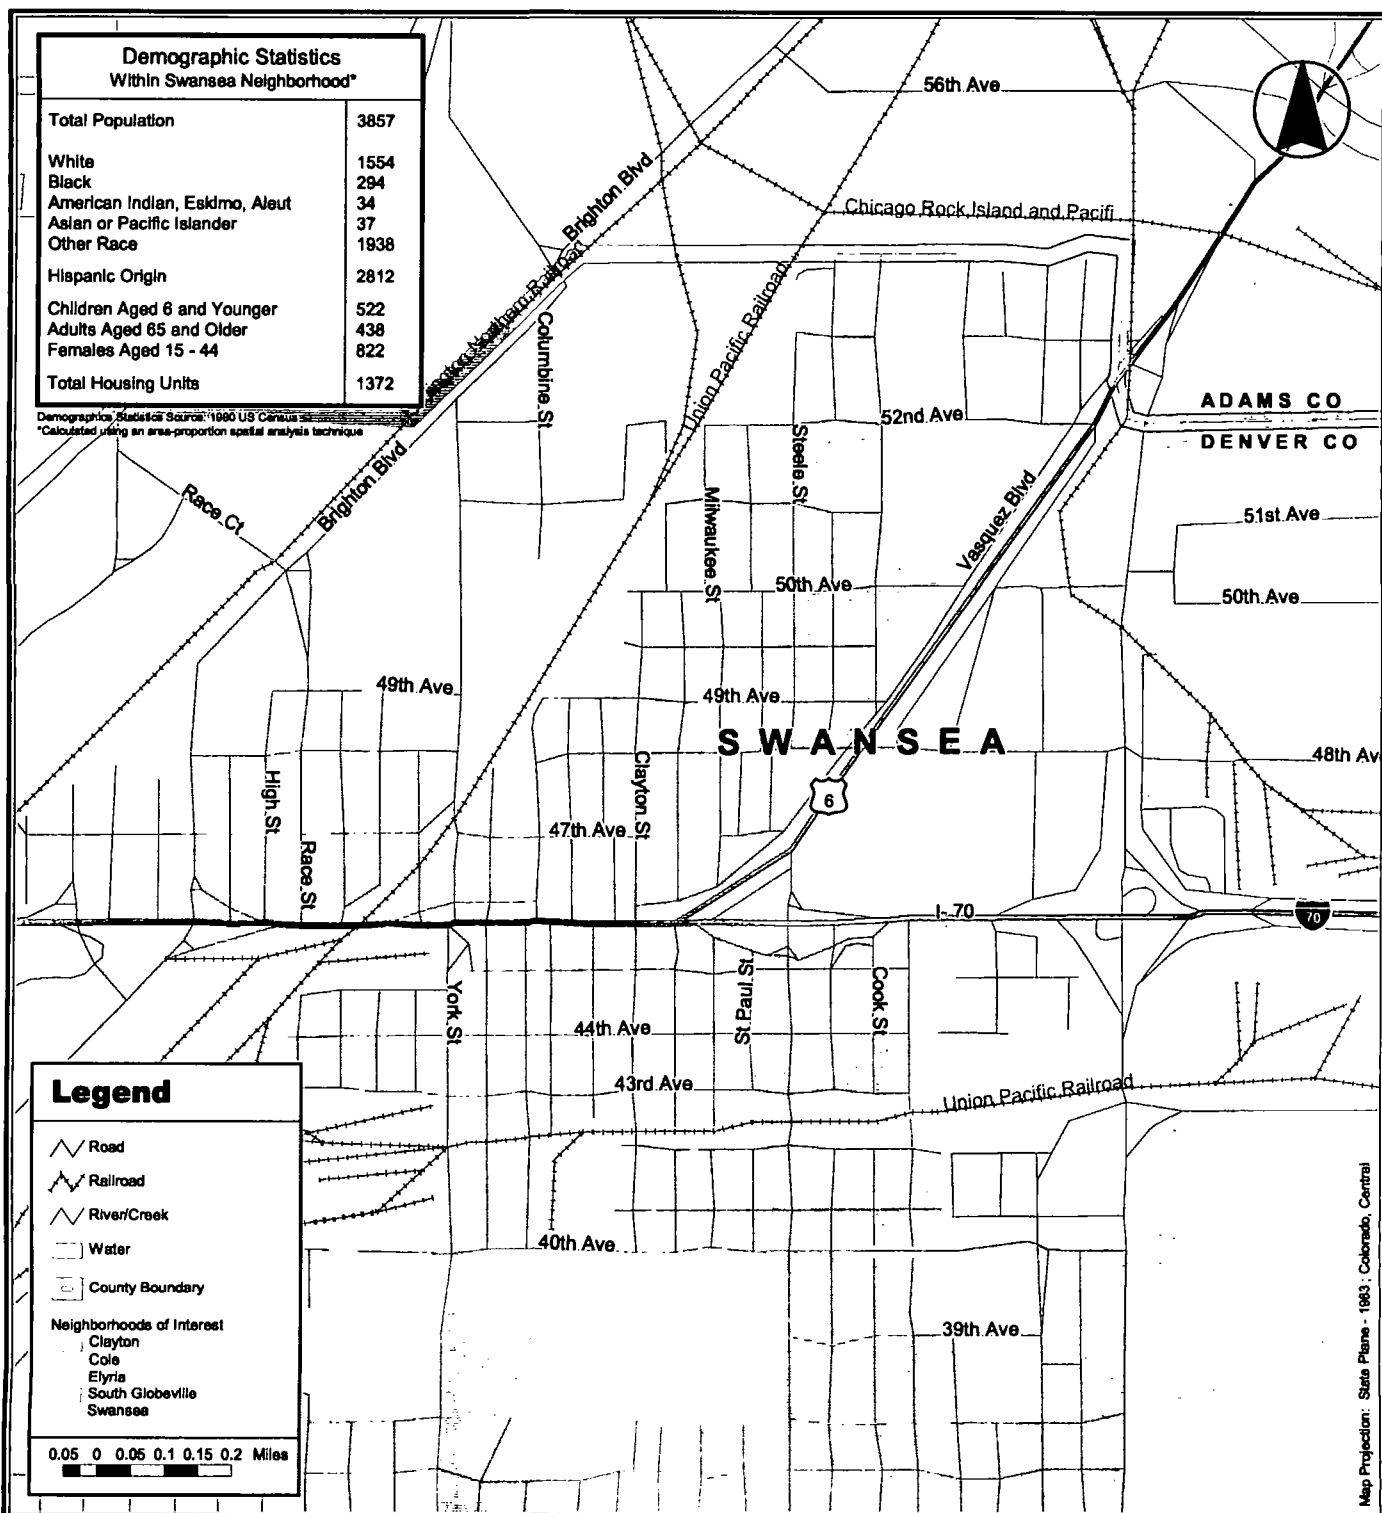 Demographic Statistics
Within Swansea Neighborhood*
Total Population 3857
White 1554
Black 294
American Indian, Eskimo, Aleut 34
Asian or Pacific Islander 37
Other Race 1938
Hispanic Origin 2812
Children Aged 6 and Younger 522
Adults Aged 65 and Older 438
Females Aged 15 - 44 822
Total Housing Units 1372
Demographics Statistics Source: 1990 US Census
*Calculated using an area-proportion spatial analysis technique
56th Ave
Brighton Blvd
Chicago Rock Island and Pacifi
Northern Railroad
Union Pacific Railroad
Columbine St
ADAMS CO
DENVER CO
52nd Ave
Steele St
Brighton Blvd
Race Ct
Milwaukee St
Vasquez Blvd
51st Ave
50th Ave
50th Ave
49th Ave
49th Ave
SWANSEA
48th Av
High St
Clayton St
6
47th Ave
Race St
I-70
70
York St
St Paul St
Cook St
44th Ave
43rd Ave
Union Pacific Railroad
40th Ave
39th Ave
Legend
Road
Railroad
River/Creek
Water
County Boundary
Neighborhoods of Interest
Clayton
Cole
Elyria
South Globeville
Swansea
0.05 0 0.05 0.1 0.15 0.2 Miles
Map Projection: State Plane - 1983; Colorado, Central